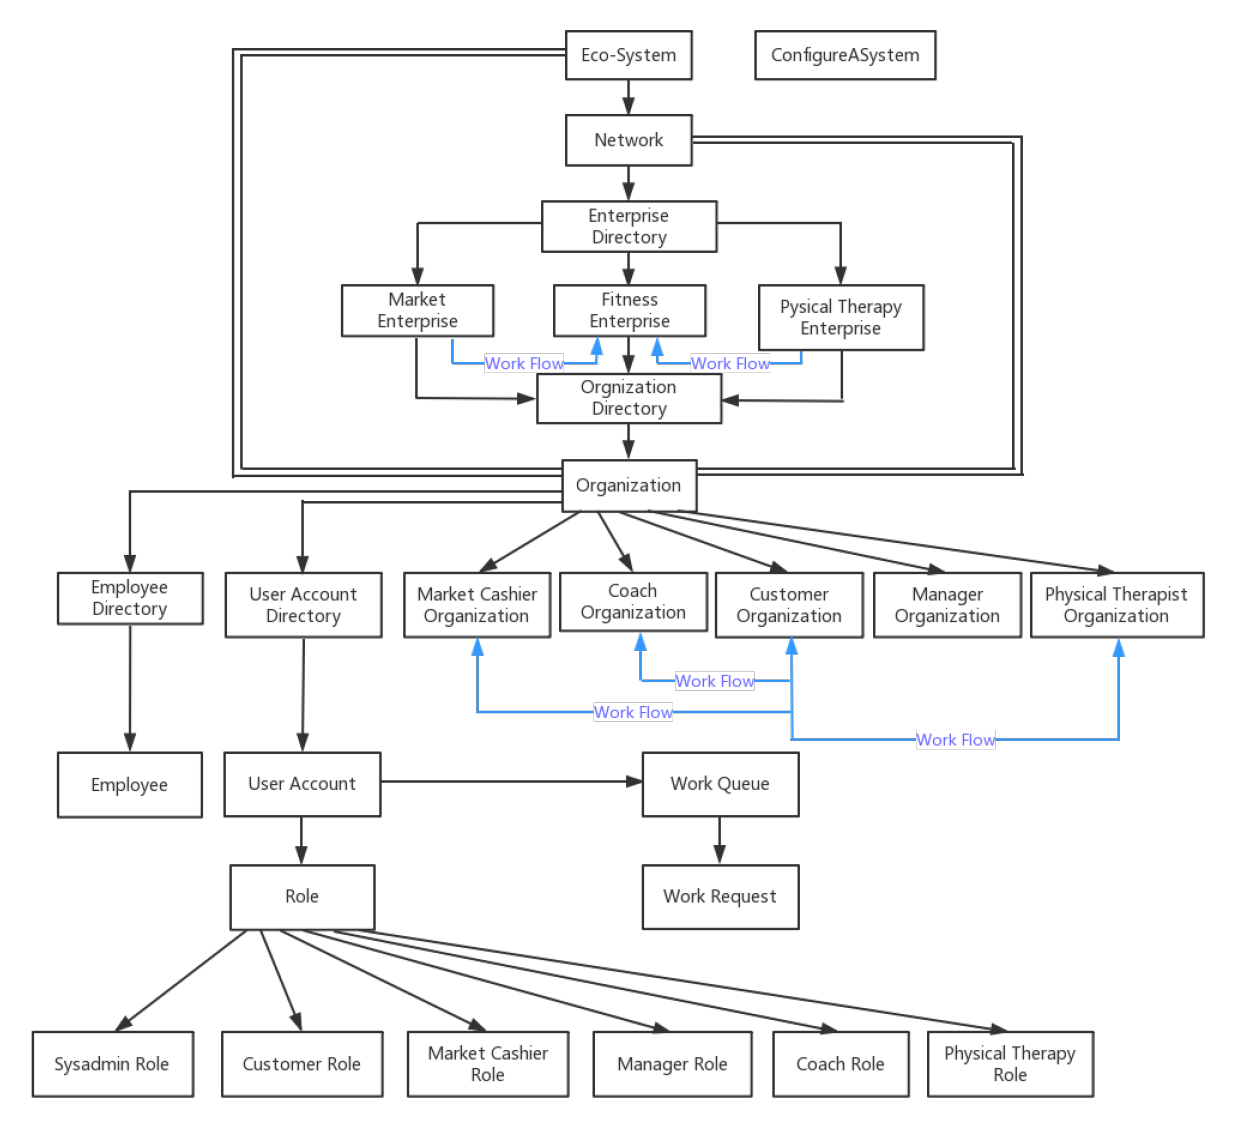 Eco-System
ConfigureASystem
Network
Enterprise
Directory
Market
Enterprise
Fitness
Enterprise
Pysical Therapy
Enterprise
Work Flow
Work Flow
Orgnization
Directory
Organization
Employee
Directory
User Account
Directory
Market Cashier
Organization
Coach
Organization
Customer
Organization
Manager
Organization
Physical Therapist
Organization
Work Flow
Work Flow
Work Flow
Employee
User Account
Work Queue
Role
Work Request
Sysadmin Role
Customer Role
Market Cashier
Role
Manager Role
Coach Role
Physical Therapy
Role